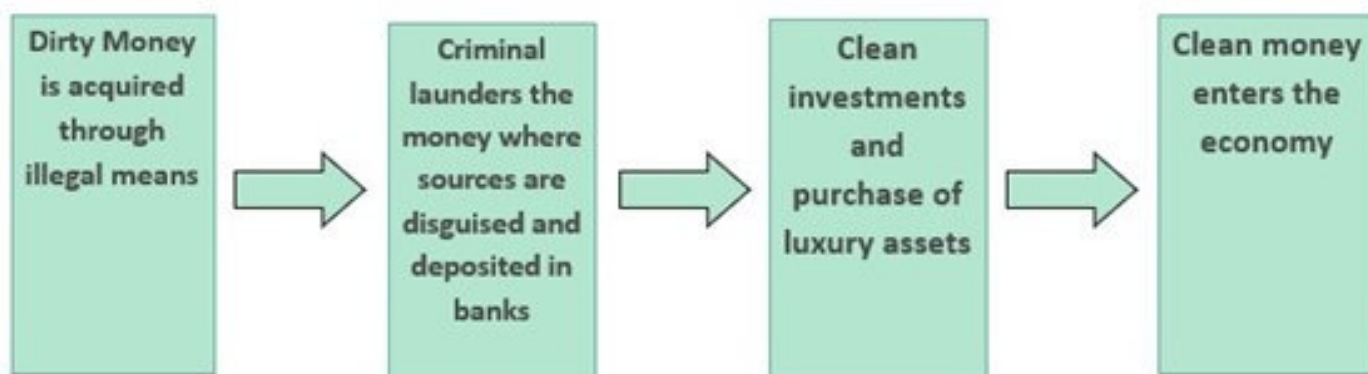 Dirty Money
is acquired
through
illegal means
Criminal
launders the
money where
sources are
disguised and
deposited in
banks
Clean
investments
and
purchase of
luxury assets
Clean money
enters the
economy